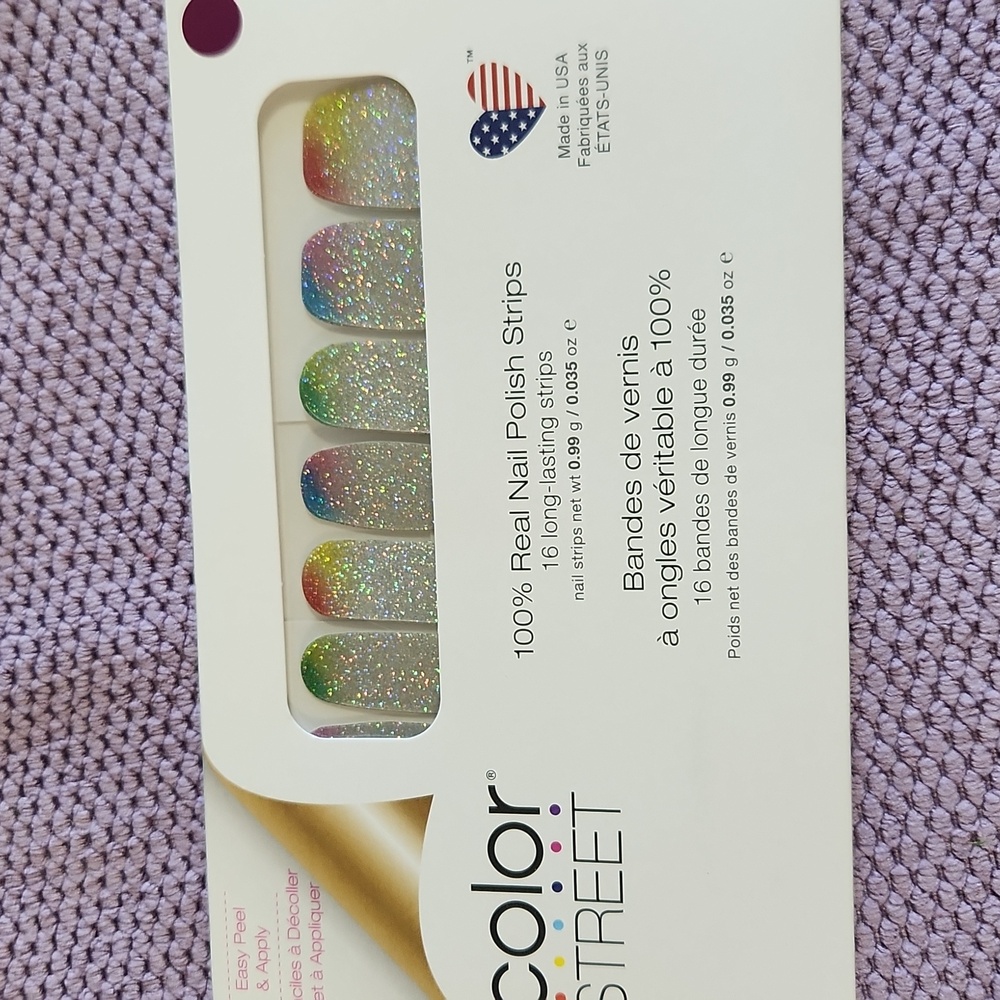 Easy Peel
& Apply
et à Appliquer
color®
STREET
100% Real Nail Polish Strips
16 long-lasting strips
nail strips net wt 0.99 g / 0.035 oz ℮
Bandes de vernis
à ongles véritable à 100%
16 bandes de longue durée
Poids net des bandes de vernis 0.99 g / 0.035 oz ℮
™
Made in USA
Fabriquées aux
ÉTATS-UNIS